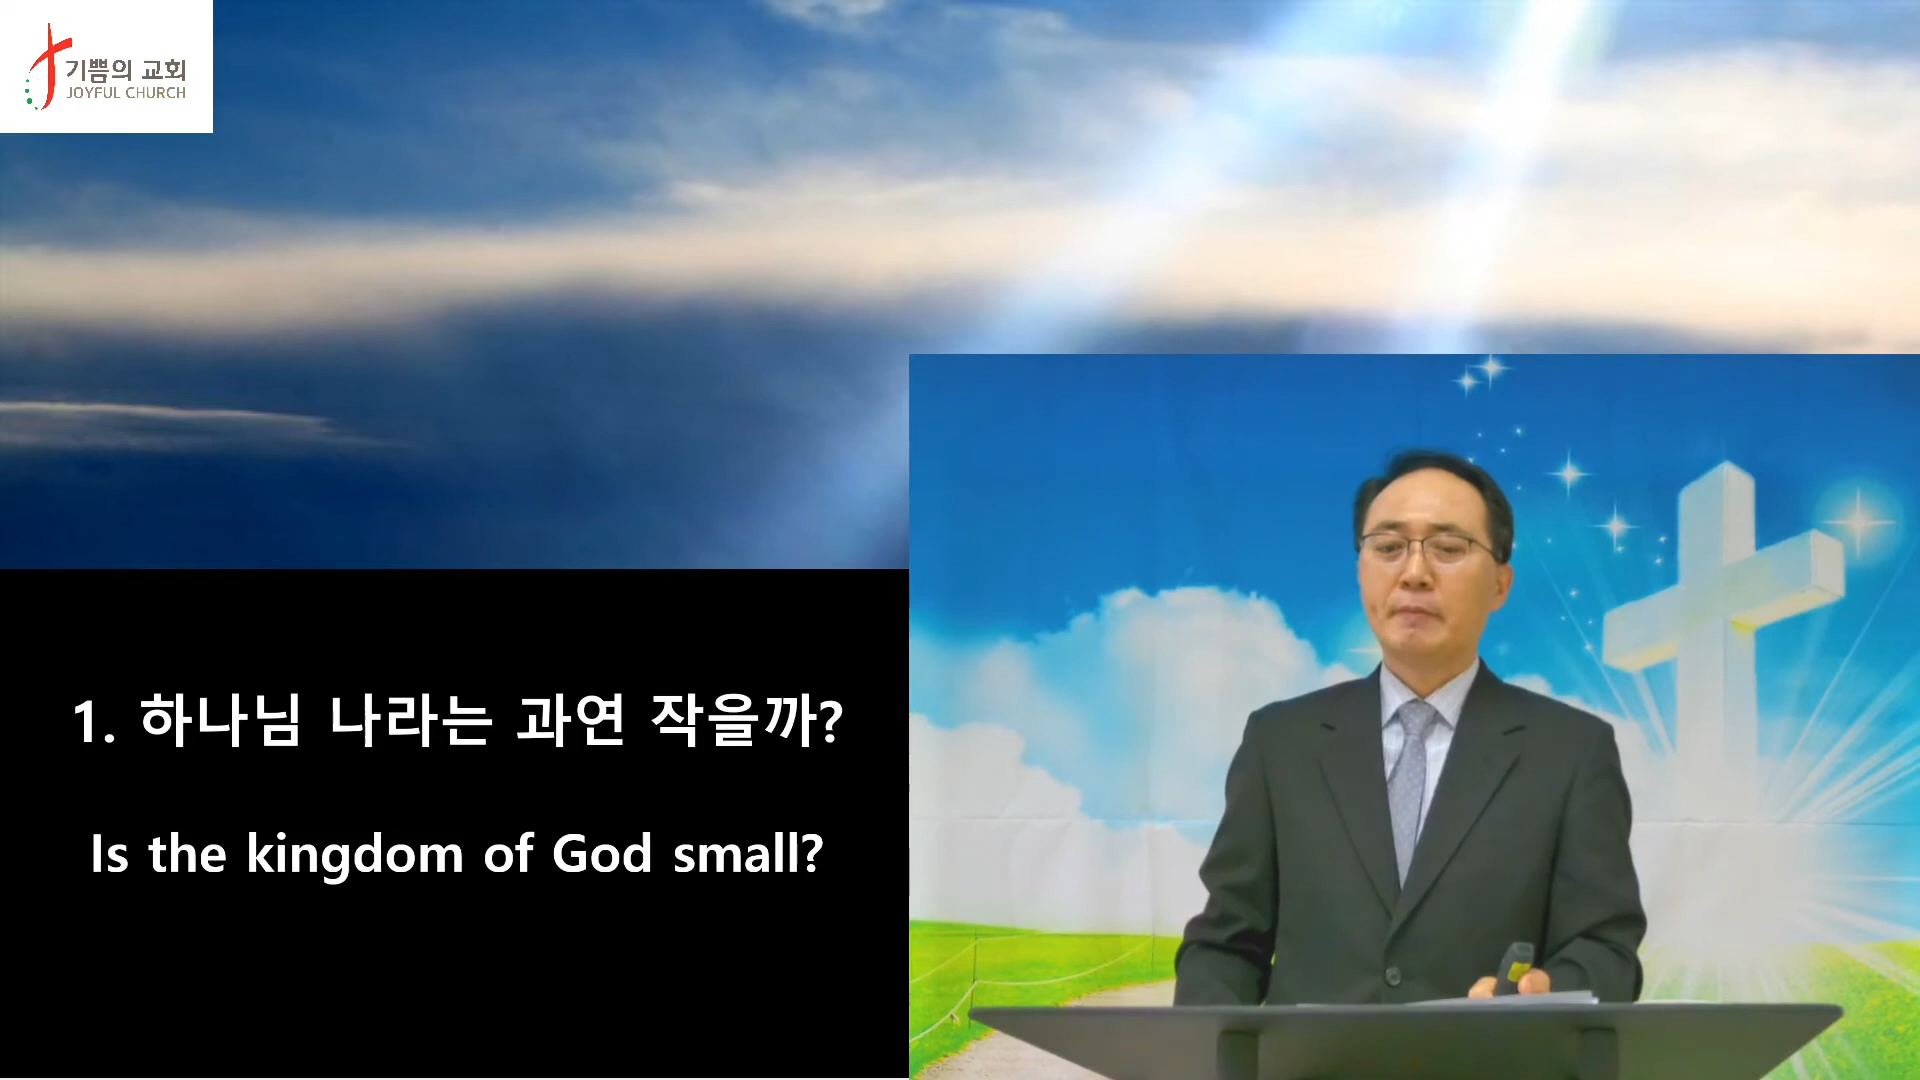 기쁨의 교회
JOYFUL CHURCH
1. 하나님 나라는 과연 작을까?
Is the kingdom of God small?